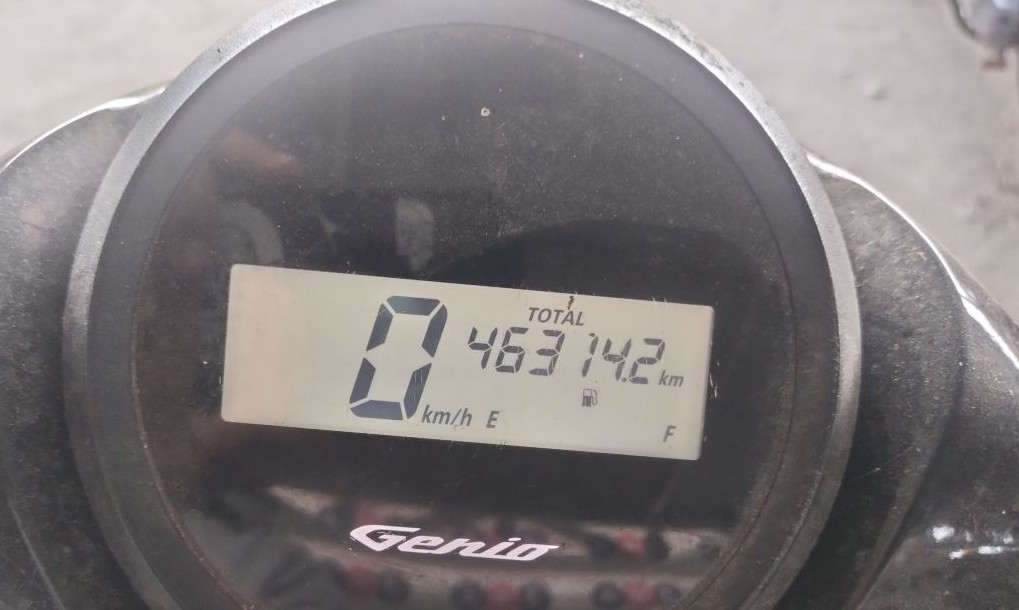 TOTAL
0 km/h 46314.2 km
E F
Genio